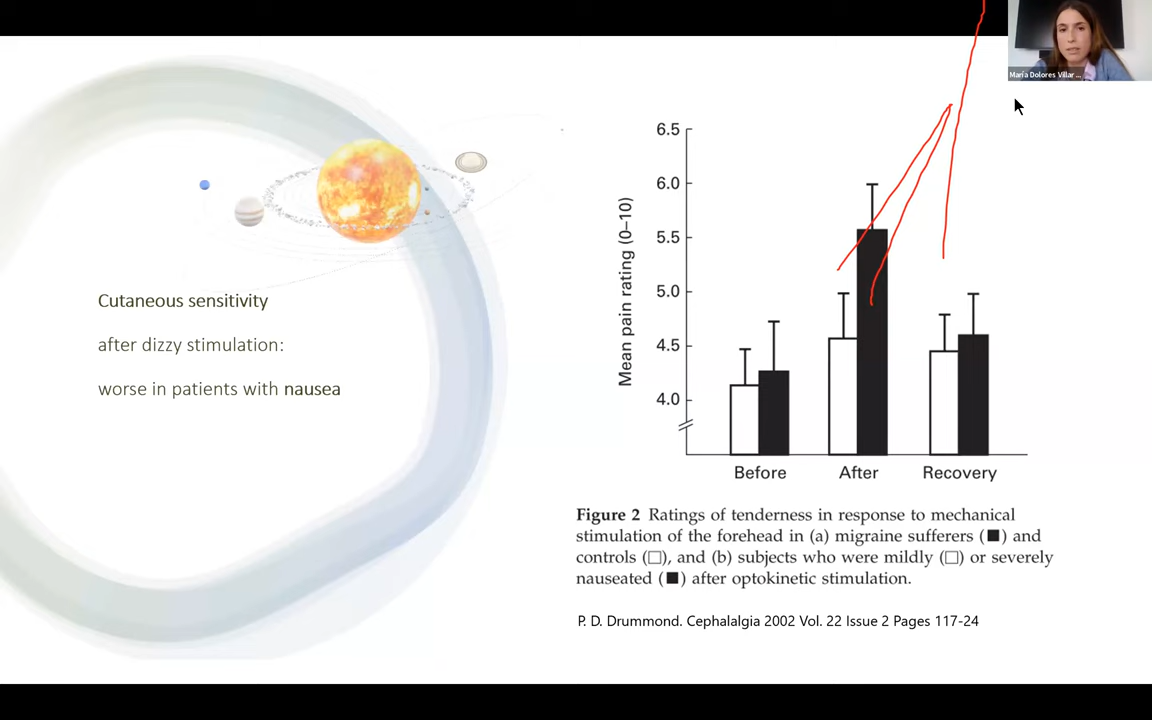 María Dolores Villar ...
Cutaneous sensitivity
after dizzy stimulation:
worse in patients with nausea
Mean pain rating (0–10)
6.5
6.0
5.5
5.0
4.5
4.0
Before After Recovery
Figure 2 Ratings of tenderness in response to mechanical
stimulation of the forehead in (a) migraine sufferers (■) and
controls (□), and (b) subjects who were mildly (□) or severely
nauseated (■) after optokinetic stimulation.
P. D. Drummond. Cephalalgia 2002 Vol. 22 Issue 2 Pages 117-24